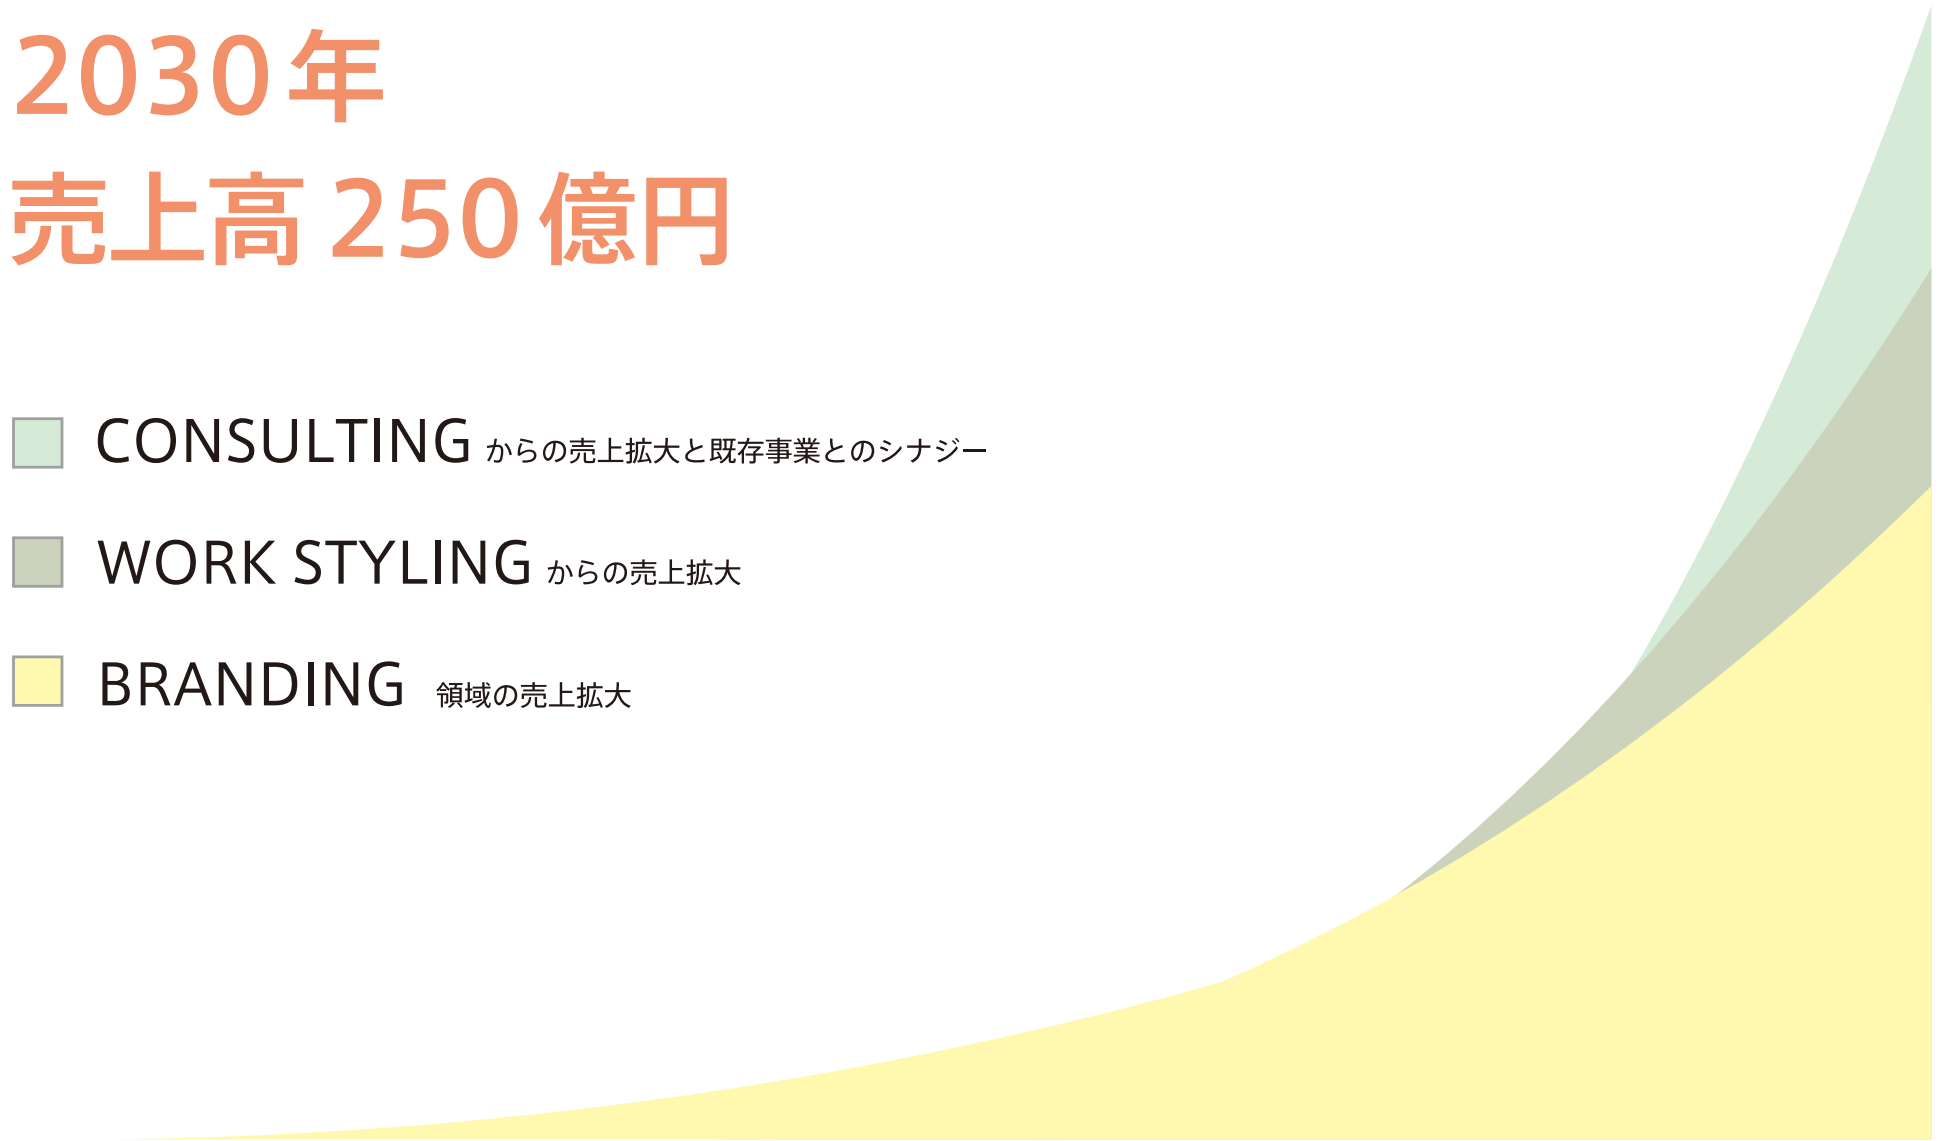 2030年
売上高250億円
CONSULTING からの売上拡大と既存事業とのシナジー
WORK STYLING からの売上拡大
BRANDING 領域の売上拡大